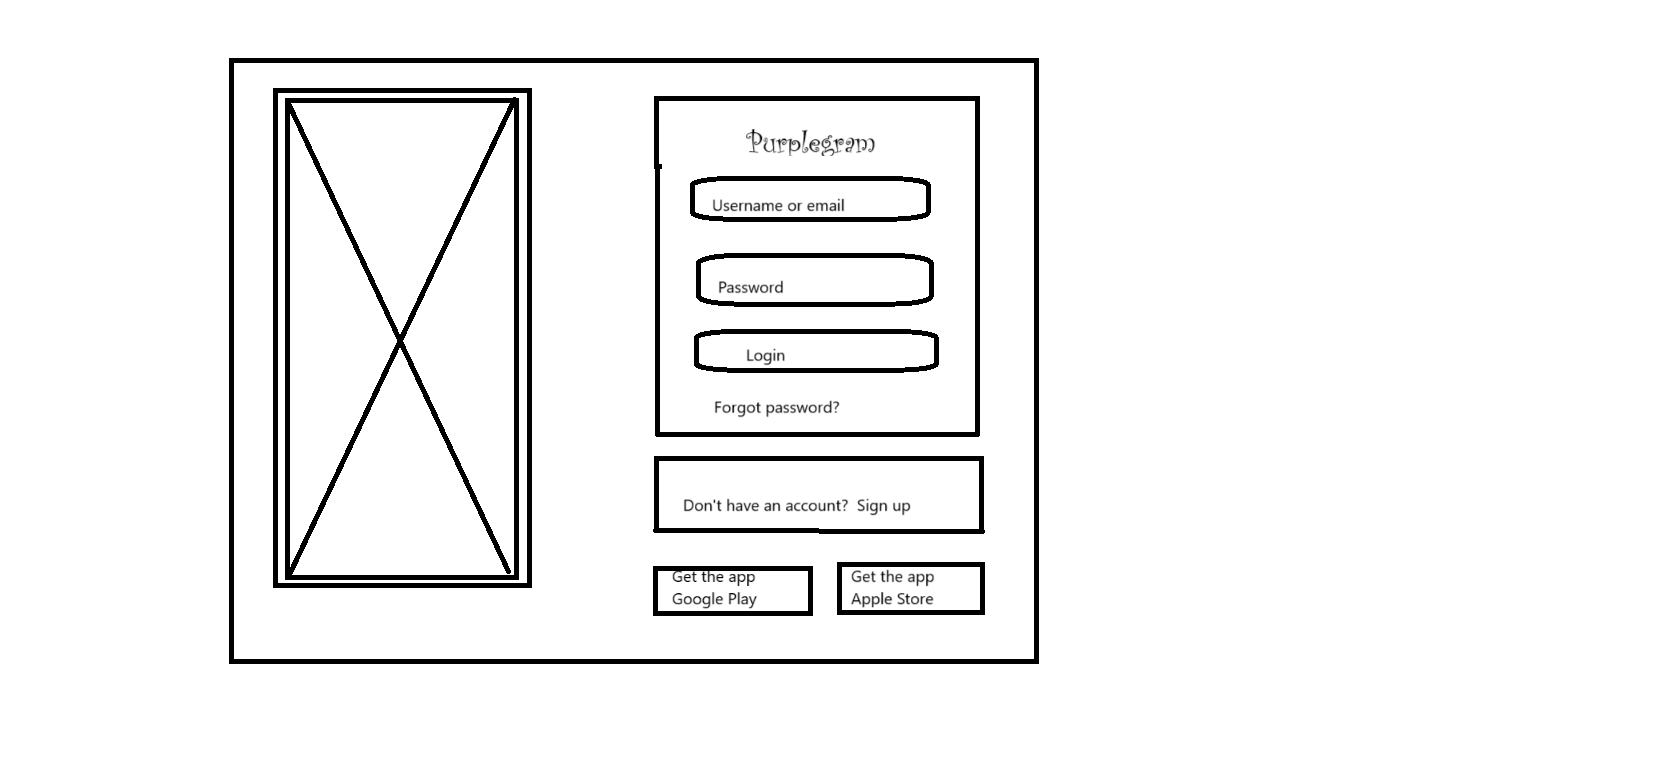 Purplegram
Username or email
Password
Login
Forgot password?
Don't have an account?  Sign up
Get the app
Google Play
Get the app
Apple Store